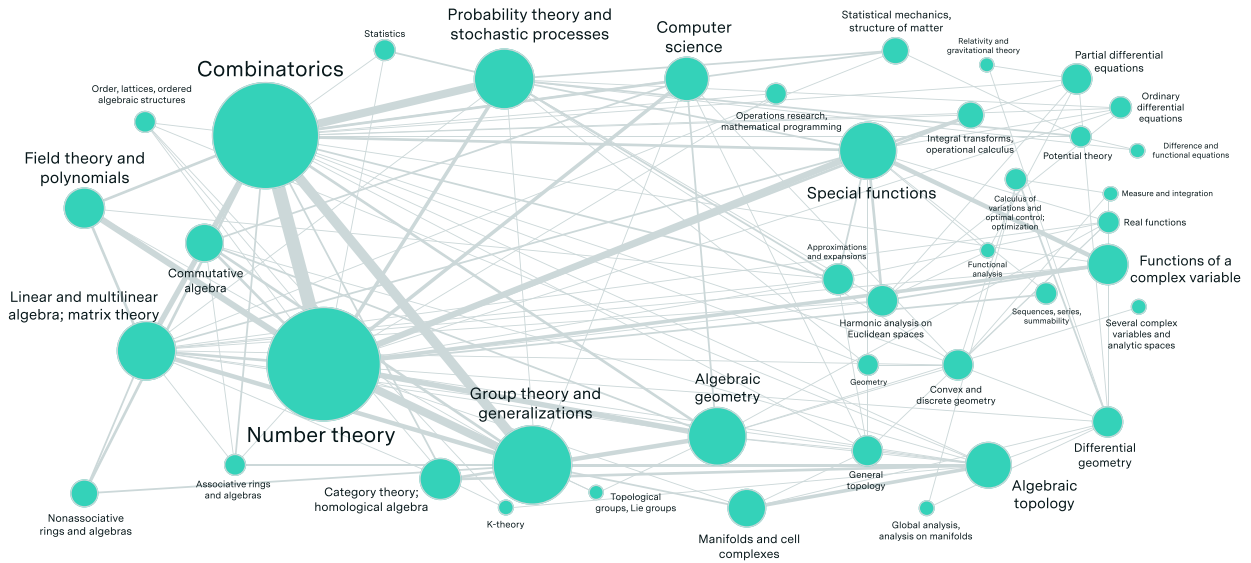 Probability theory and
stochastic processes
Statistics
Computer
science
Statistical mechanics,
structure of matter
Relativity and
gravitational theory
Partial differential
equations
Combinatorics
Order, lattices, ordered
algebraic structures
Operations research,
mathematical programming
Ordinary
differential
equations
Integral transforms,
operational calculus
Potential theory
Difference and
functional equations
Field theory and
polynomials
Special functions
Measure and integration
Calculus of
variations and
optimal control;
optimization
Real functions
Commutative
algebra
Approximations
and expansions
Functional
analysis
Functions of a
complex variable
Linear and multilinear
algebra; matrix theory
Harmonic analysis on
Euclidean spaces
Sequences, series,
summability
Several complex
variables and
analytic spaces
Geometry
Convex and
discrete geometry
Number theory
Group theory and
generalizations
Algebraic
geometry
Differential
geometry
Associative rings
and algebras
Category theory;
homological algebra
General
topology
Algebraic
topology
Nonassociative
rings and algebras
K-theory
Topological
groups, Lie groups
Manifolds and cell
complexes
Global analysis,
analysis on manifolds